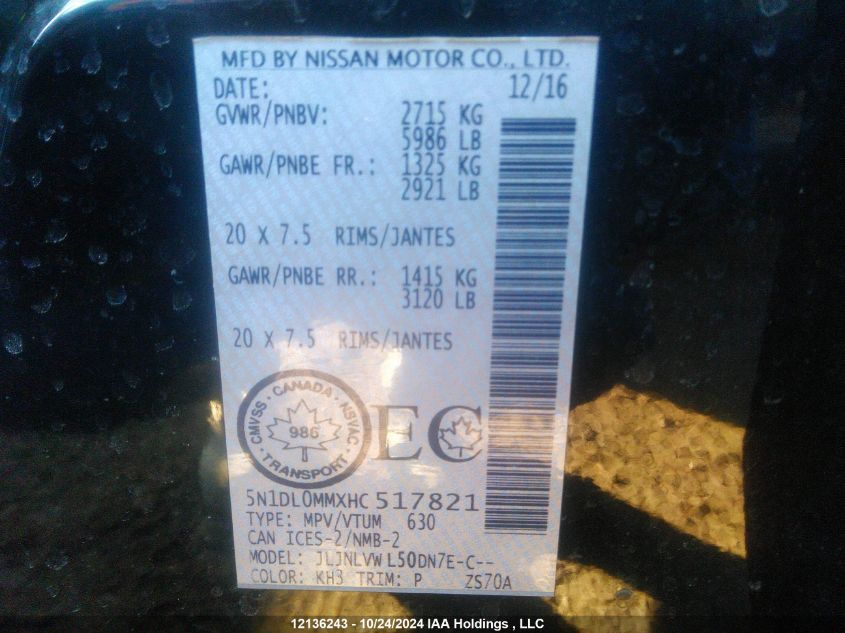 MFD BY NISSAN MOTOR CO., LTD.
DATE: 12/16
GVWR/PNBV: 2715 KG
5986 LB
GAWR/PNBE FR.: 1325 KG
2921 LB
20 X 7.5 RIMS/JANTES
GAWR/PNBE RR.: 1415 KG
3120 LB
20 X 7.5 RIMS/JANTES
CMVSS · CANADA · NSVAC · TRANSPORT
986
EC
5N1DL0MMXHC 517821
TYPE: MPV/VTUM 630
CAN ICES-2/NMB-2
MODEL: JLJNLVW L50DN7E-C--
COLOR: KH3 TRIM: P ZS70A
12136243 - 10/24/2024 IAA Holdings , LLC